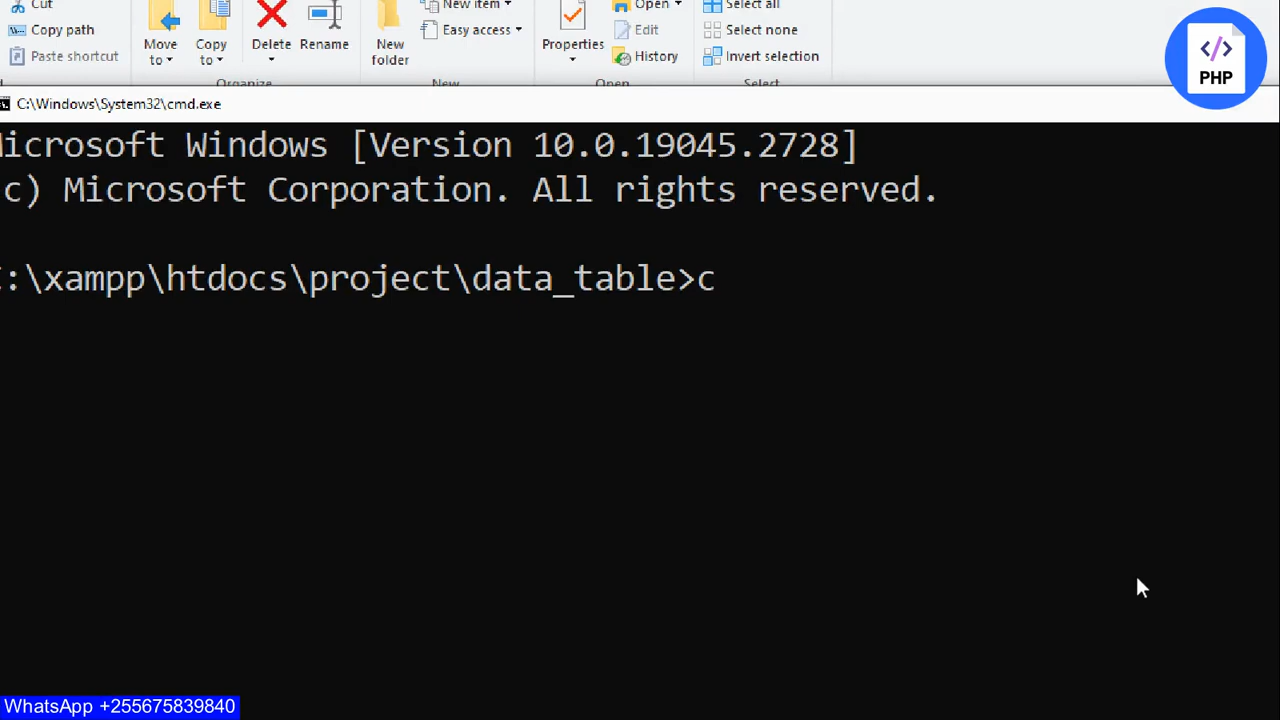 Cut
Copy path
Paste shortcut
Move to
Copy to
Delete
Rename
Organize
New folder
New item
Easy access
New
Properties
Open
Edit
History
Open
Select all
Select none
Invert selection
Select
</> PHP
C:\Windows\System32\cmd.exe
Microsoft Windows [Version 10.0.19045.2728]
(c) Microsoft Corporation. All rights reserved.
C:\xampp\htdocs\project\data_table>c
WhatsApp +255675839840